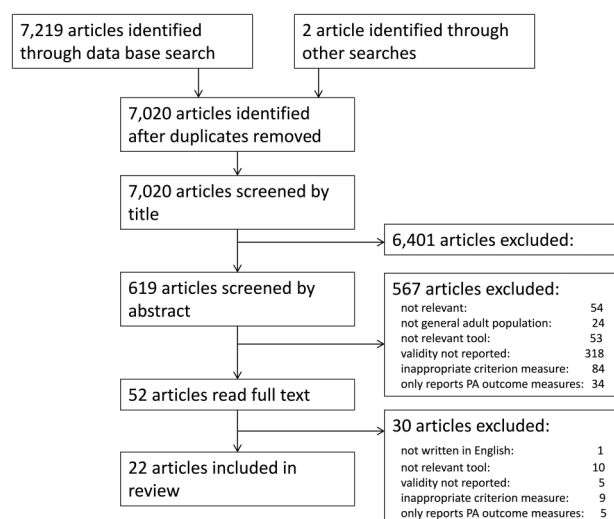 7,219 articles identified
through data base search
2 article identified through
other searches
7,020 articles identified
after duplicates removed
7,020 articles screened by
title
6,401 articles excluded:
619 articles screened by
abstract
567 articles excluded:
not relevant: 54
not general adult population: 24
not relevant tool: 53
validity not reported: 318
inappropriate criterion measure: 84
only reports PA outcome measures: 34
52 articles read full text
30 articles excluded:
not written in English: 1
not relevant tool: 10
validity not reported: 5
inappropriate criterion measure: 9
only reports PA outcome measures: 5
22 articles included in
review